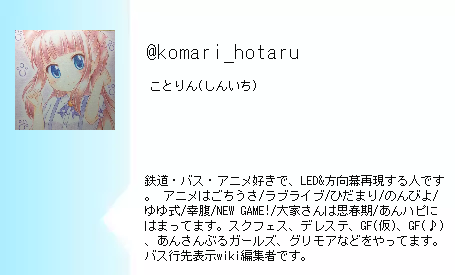 @komari_hotaru
ことりん(しんいち)
鉄道・バス・アニメ好きで、LED&方向幕再現する人です
。 アニメはごちうさ/ラブライブ/ひだまり/のんびよ/
ゆゆ式/幸腹/NEW GAME!/大家さんは思春期/あんハピに
はまってます。スクフェス、デレステ、GF(仮)、GF(♪)
、あんさんぶるガールズ、グリモアなどをやってます。
バス行先表示wiki編集者です。